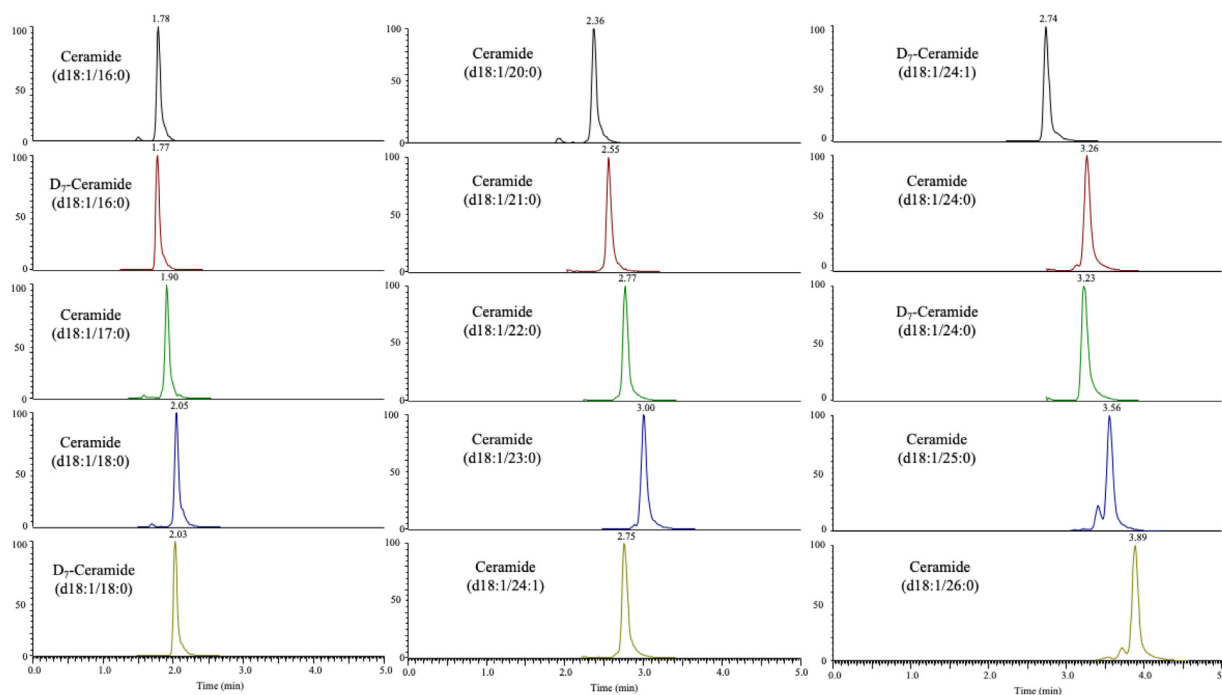 1.78
100
50
0
Ceramide
(d18:1/16:0)
1.77
100
50
0
D₇-Ceramide
(d18:1/16:0)
1.90
100
50
0
Ceramide
(d18:1/17:0)
2.05
100
50
0
Ceramide
(d18:1/18:0)
2.03
100
50
0
D₇-Ceramide
(d18:1/18:0)
0.0 1.0 2.0 3.0 4.0 5.0
Time (min)
2.36
100
50
0
Ceramide
(d18:1/20:0)
2.55
100
50
0
Ceramide
(d18:1/21:0)
2.77
100
50
0
Ceramide
(d18:1/22:0)
3.00
100
50
0
Ceramide
(d18:1/23:0)
2.75
100
50
0
Ceramide
(d18:1/24:1)
0.0 1.0 2.0 3.0 4.0 5.0
Time (min)
2.74
100
50
0
D₇-Ceramide
(d18:1/24:1)
3.26
100
50
0
Ceramide
(d18:1/24:0)
3.23
100
50
0
D₇-Ceramide
(d18:1/24:0)
3.56
100
50
0
Ceramide
(d18:1/25:0)
3.89
100
50
0
Ceramide
(d18:1/26:0)
0.0 1.0 2.0 3.0 4.0 5.0
Time (min)